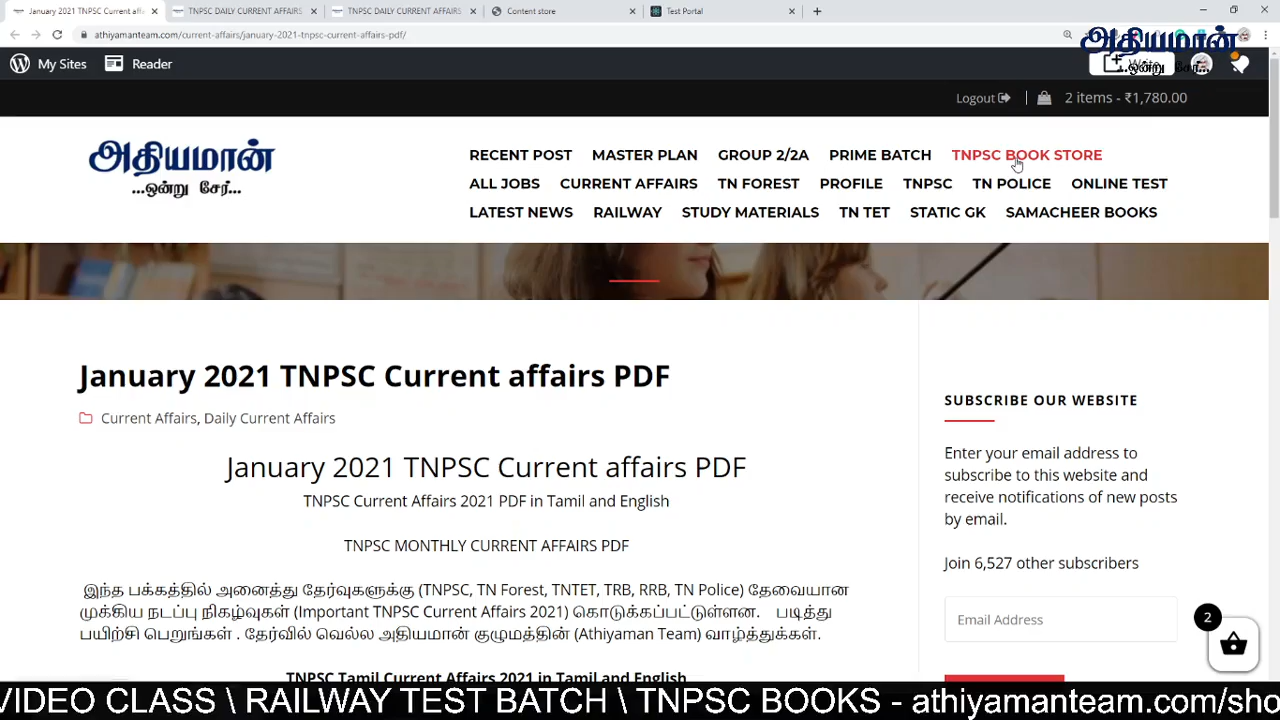 January 2021 TNPSC Current affa
TNPSC DAILY CURRENT AFFAIRS
TNPSC DAILY CURRENT AFFAIRS
Content store
Test Portal
athiyamanteam.com/current-affairs/january-2021-tnpsc-current-affairs-pdf/
அதியமான்
...ஒன்று சேர்...
My Sites
Reader
Logout
2 items - ₹1,780.00
அதியமான்
...ஒன்று சேர்...
RECENT POST MASTER PLAN GROUP 2/2A PRIME BATCH TNPSC BOOK STORE
ALL JOBS CURRENT AFFAIRS TN FOREST PROFILE TNPSC TN POLICE ONLINE TEST
LATEST NEWS RAILWAY STUDY MATERIALS TN TET STATIC GK SAMACHEER BOOKS
January 2021 TNPSC Current affairs PDF
Current Affairs, Daily Current Affairs
January 2021 TNPSC Current affairs PDF
TNPSC Current Affairs 2021 PDF in Tamil and English
TNPSC MONTHLY CURRENT AFFAIRS PDF
இந்த பக்கத்தில் அனைத்து தேர்வுகளுக்கு (TNPSC, TN Forest, TNTET, TRB, RRB, TN Police) தேவையான
முக்கிய நடப்பு நிகழ்வுகள் (Important TNPSC Current Affairs 2021) கொடுக்கப்பட்டுள்ளன. படித்து
பயிற்சி பெறுங்கள் . தேர்வில் வெல்ல அதியமான் குழுமத்தின் (Athiyaman Team) வாழ்த்துக்கள்.
TNPSC Tamil Current Affairs 2021 in Tamil and English
SUBSCRIBE OUR WEBSITE
Enter your email address to
subscribe to this website and
receive notifications of new posts
by email.
Join 6,527 other subscribers
Email Address
2
VIDEO CLASS \ RAILWAY TEST BATCH \ TNPSC BOOKS - athiyamanteam.com/sho